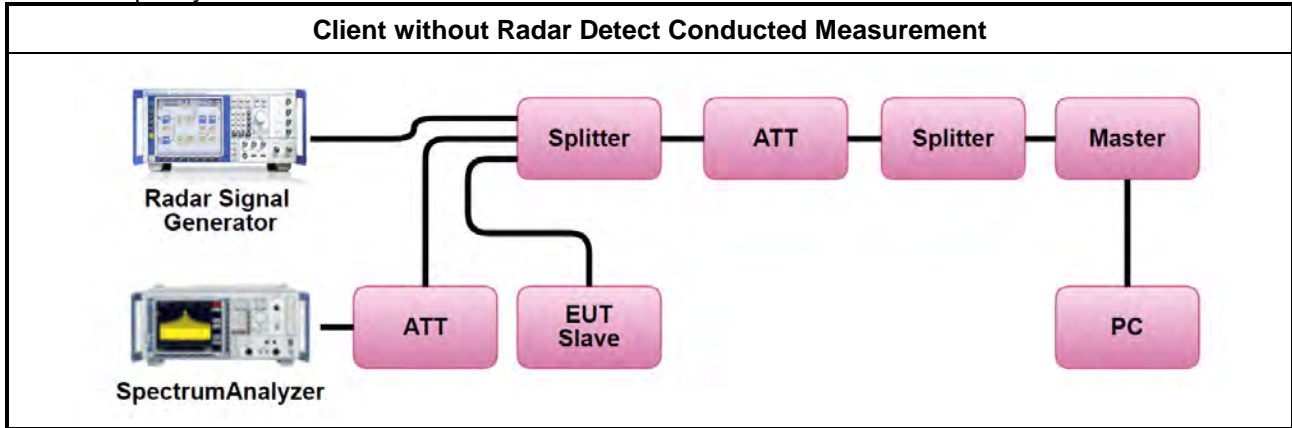 Client without Radar Detect Conducted Measurement
Radar Signal
Generator
Splitter
ATT
Splitter
Master
SpectrumAnalyzer
ATT
EUT
Slave
PC